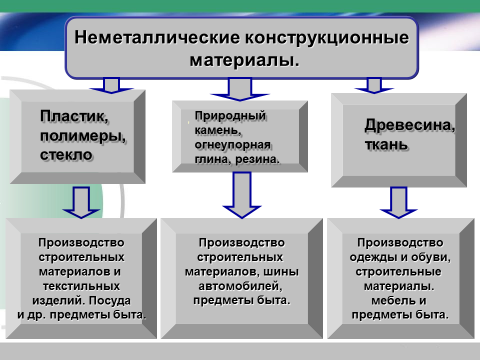 Неметаллические конструкционные
материалы.
Пластик,
полимеры,
стекло
Природный
камень,
огнеупорная
глина, резина.
Древесина,
ткань
Производство
строительных
материалов и
текстильных
изделий. Посуда
и др. предметы быта.
Производство
строительных
материалов, шины
автомобилей,
предметы быта.
Производство
одежды и обуви,
строительные
материалы.
мебель и
предметы быта.